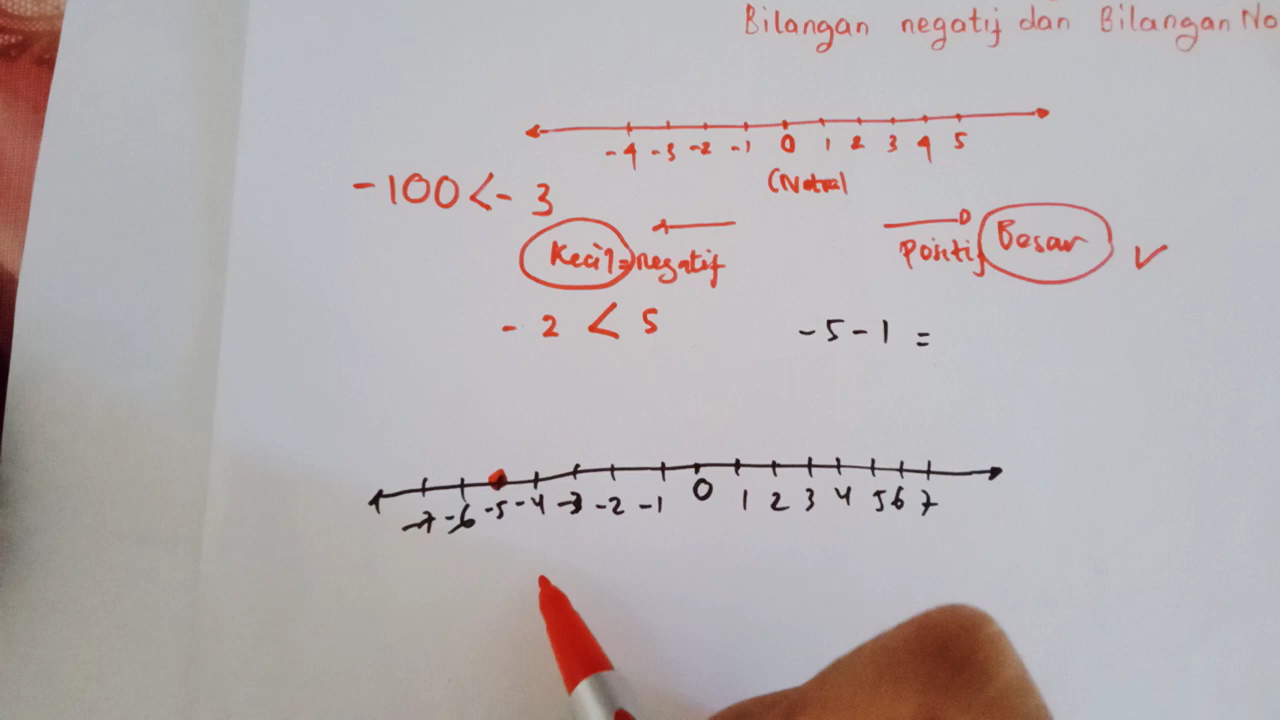 Bilangan negatif dan Bilangan No
-4 -3 -2 -1 0 1 2 3 4 5
-100 < - 3
Kecil = negatif
Positif Besar
- 2 < 5
-5-1 =
-7 -6 -5 -4 -3 -2 -1 0 1 2 3 4 5 6 7